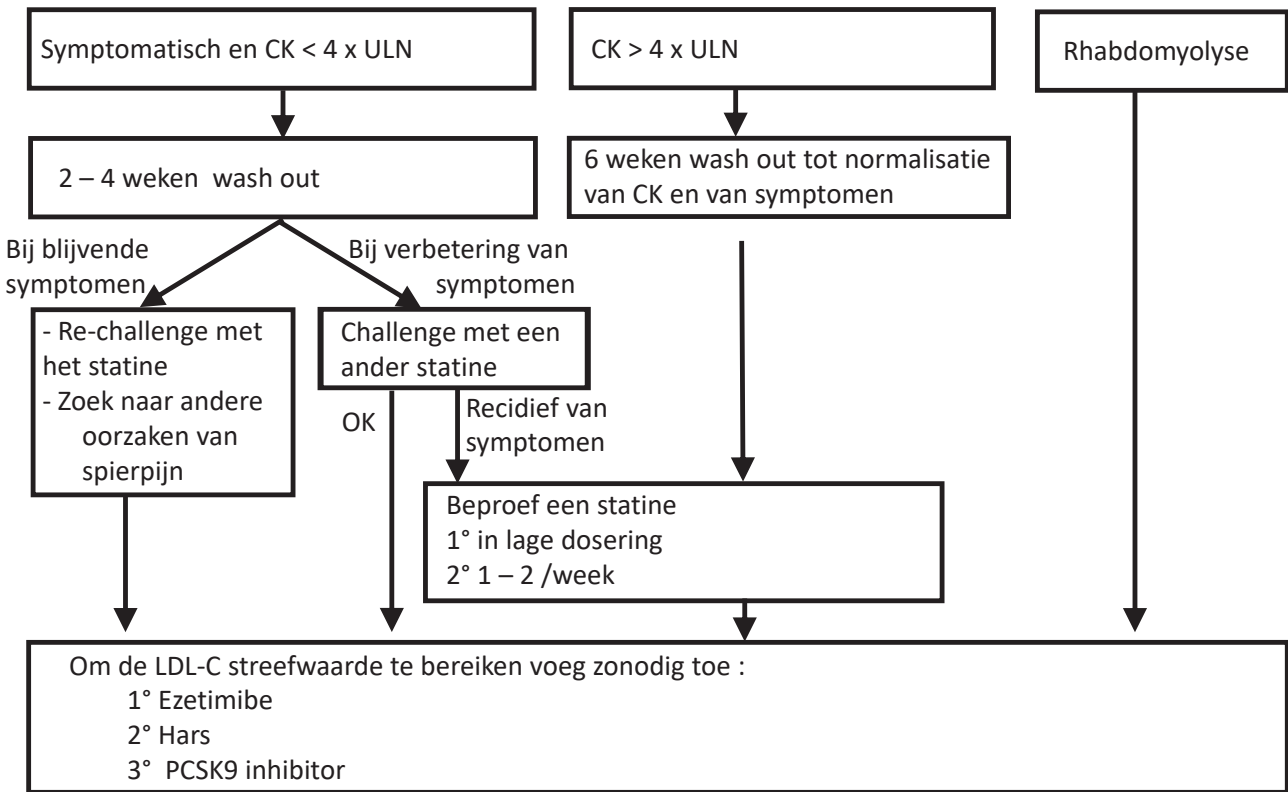 Symptomatisch en CK < 4 x ULN
CK > 4 x ULN
Rhabdomyolyse
2 – 4 weken wash out
6 weken wash out tot normalisatie
van CK en van symptomen
Bij blijvende
symptomen
Bij verbetering van
symptomen
- Re-challenge met
het statine
- Zoek naar andere
oorzaken van
spierpijn
Challenge met een
ander statine
OK
Recidief van
symptomen
Beproef een statine
1° in lage dosering
2° 1 – 2 /week
Om de LDL-C streefwaarde te bereiken voeg zonodig toe :
1° Ezetimibe
2° Hars
3° PCSK9 inhibitor